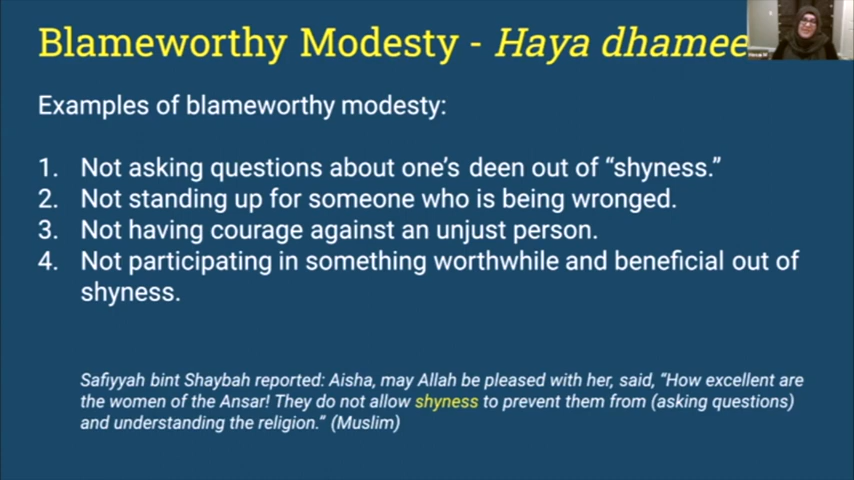 Blameworthy Modesty - Haya dhamee
Examples of blameworthy modesty:
1. Not asking questions about one's deen out of “shyness.”
2. Not standing up for someone who is being wronged.
3. Not having courage against an unjust person.
4. Not participating in something worthwhile and beneficial out of
shyness.
Safiyyah bint Shaybah reported: Aisha, may Allah be pleased with her, said, “How excellent are
the women of the Ansar! They do not allow shyness to prevent them from (asking questions)
and understanding the religion.” (Muslim)